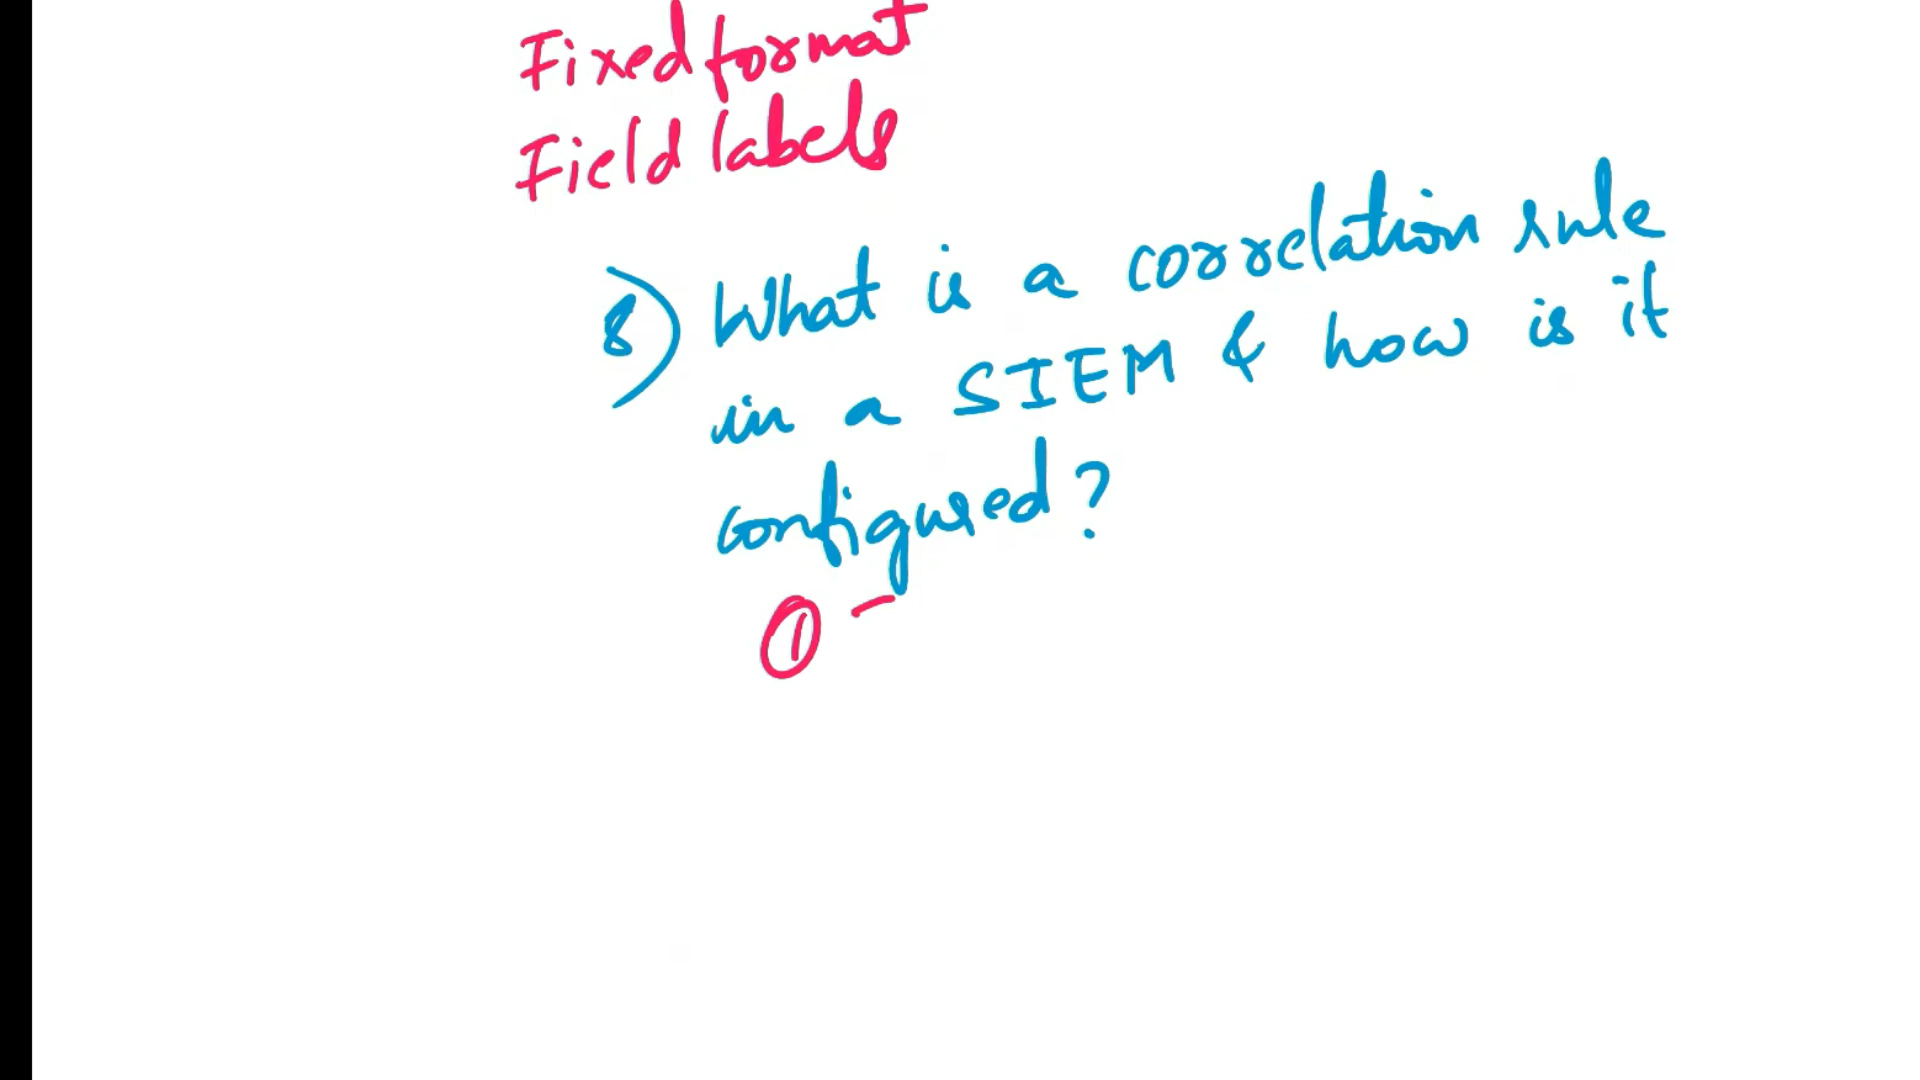 Fixed format
Field labels
8) What is a correlation rule
in a SIEM & how is it
configured?
① -